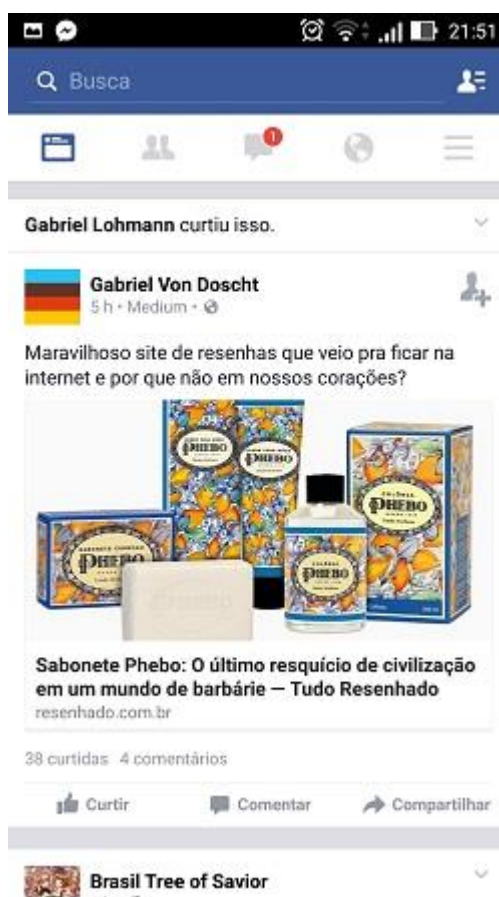 21:51
Busca
1
Gabriel Lohmann curtiu isso.
Gabriel Von Doscht
5 h • Medium •
Maravilhoso site de resenhas que veio pra ficar na
internet e por que não em nossos corações?
PHEBO
PHEBO
PHEBO
PHEBO
PHEBO
PHEBO
Sabonete Phebo: O último resquício de civilização
em um mundo de barbárie — Tudo Resenhado
resenhado.com.br
38 curtidas 4 comentários
Curtir Comentar Compartilhar
Brasil Tree of Savior